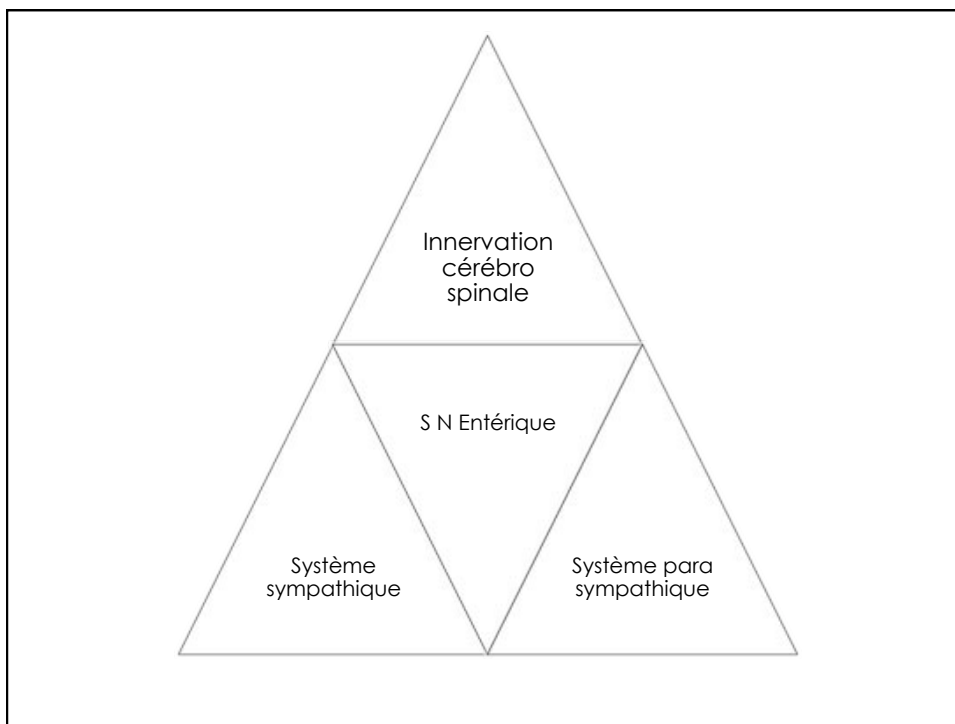 Innervation
cérébro
spinale
S N Entérique
Système
sympathique
Système para
sympathique